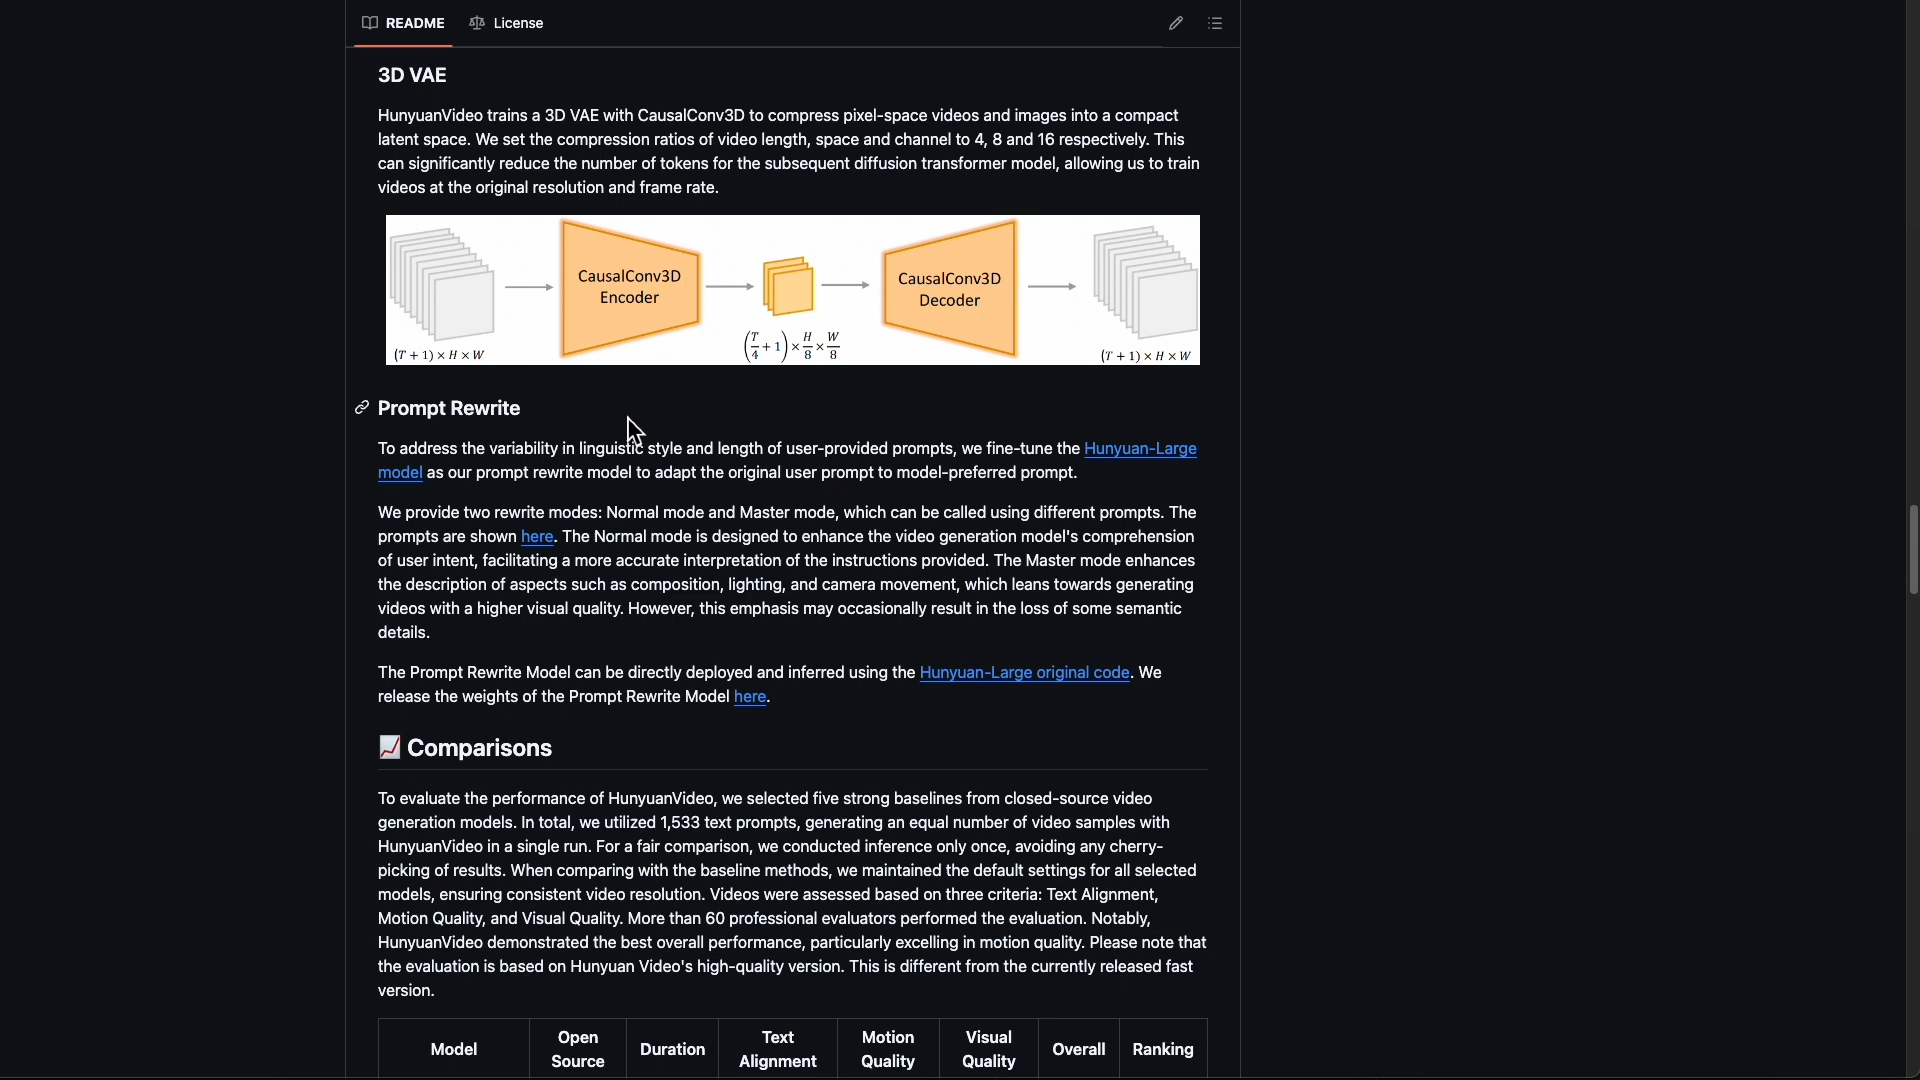 README
License
3D VAE
HunyuanVideo trains a 3D VAE with CausalConv3D to compress pixel-space videos and images into a compact
latent space. We set the compression ratios of video length, space and channel to 4, 8 and 16 respectively. This
can significantly reduce the number of tokens for the subsequent diffusion transformer model, allowing us to train
videos at the original resolution and frame rate.
CausalConv3D
Encoder
CausalConv3D
Decoder
(T + 1) × H × W
(T/4 + 1) × H/8 × W/8
(T + 1) × H × W
Prompt Rewrite
To address the variability in linguistic style and length of user-provided prompts, we fine-tune the Hunyuan-Large
model as our prompt rewrite model to adapt the original user prompt to model-preferred prompt.
We provide two rewrite modes: Normal mode and Master mode, which can be called using different prompts. The
prompts are shown here. The Normal mode is designed to enhance the video generation model's comprehension
of user intent, facilitating a more accurate interpretation of the instructions provided. The Master mode enhances
the description of aspects such as composition, lighting, and camera movement, which leans towards generating
videos with a higher visual quality. However, this emphasis may occasionally result in the loss of some semantic
details.
The Prompt Rewrite Model can be directly deployed and inferred using the Hunyuan-Large original code. We
release the weights of the Prompt Rewrite Model here.
📈 Comparisons
To evaluate the performance of HunyuanVideo, we selected five strong baselines from closed-source video
generation models. In total, we utilized 1,533 text prompts, generating an equal number of video samples with
HunyuanVideo in a single run. For a fair comparison, we conducted inference only once, avoiding any cherry-
picking of results. When comparing with the baseline methods, we maintained the default settings for all selected
models, ensuring consistent video resolution. Videos were assessed based on three criteria: Text Alignment,
Motion Quality, and Visual Quality. More than 60 professional evaluators performed the evaluation. Notably,
HunyuanVideo demonstrated the best overall performance, particularly excelling in motion quality. Please note that
the evaluation is based on Hunyuan Video's high-quality version. This is different from the currently released fast
version.
Model
Open
Source
Duration
Text
Alignment
Motion
Quality
Visual
Quality
Overall
Ranking